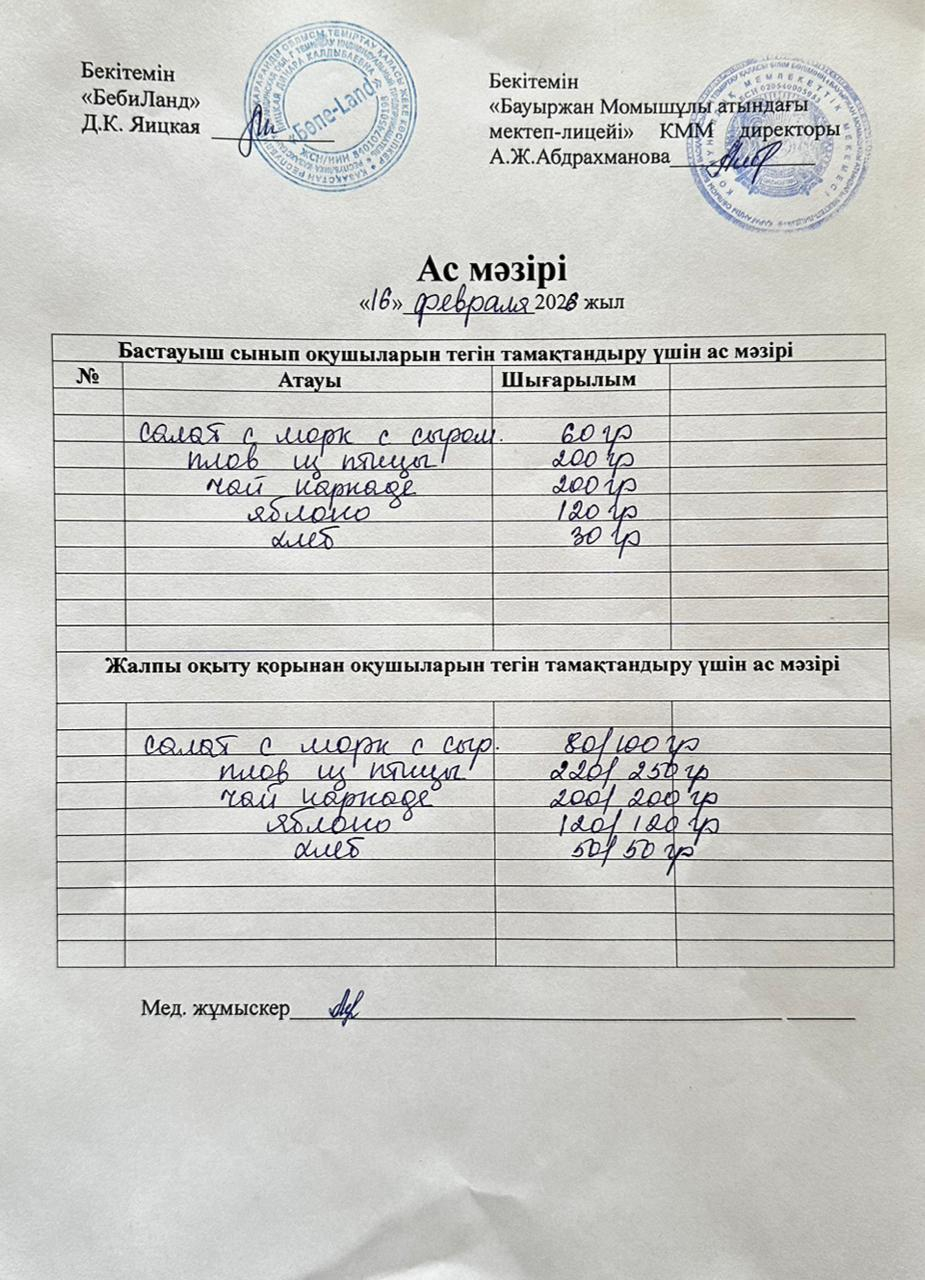 Бекітемін
«БебиЛанд»
Д.К. Яицкая
«Бөпе-Land»
Бекітемін
«Бауыржан Момышұлы атындағы
мектеп-лицейі» КММ директоры
А.Ж.Абдрахманова
Ас мәзірі
«16» февраля 2026 жыл
Бастауыш сынып оқушыларын тегін тамақтандыру үшін ас мәзірі
№ Атауы Шығарылым
салат с морк с сыром. 60 гр
плов из птицы 200 гр
чай каркаде 200 гр
яблоко 120 гр
хлеб 30 гр
Жалпы оқыту қорынан оқушыларын тегін тамақтандыру үшін ас мәзірі
салат с морк с сыр. 80/100 гр
плов из птицы 220/ 250 гр
чай каркаде 200/ 200 гр
яблоко 120/ 120 гр
хлеб 50/ 50 гр
Мед. жұмыскер